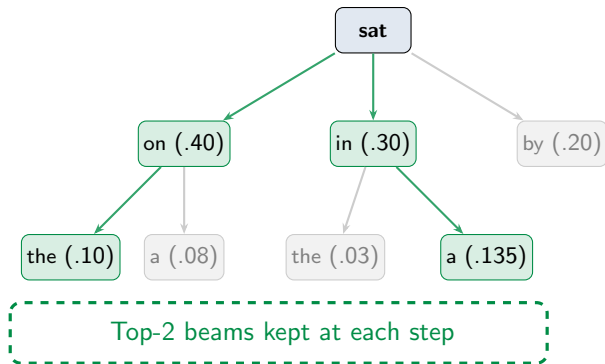 sat
on (.40)
in (.30)
by (.20)
the (.10)
a (.08)
the (.03)
a (.135)
Top-2 beams kept at each step